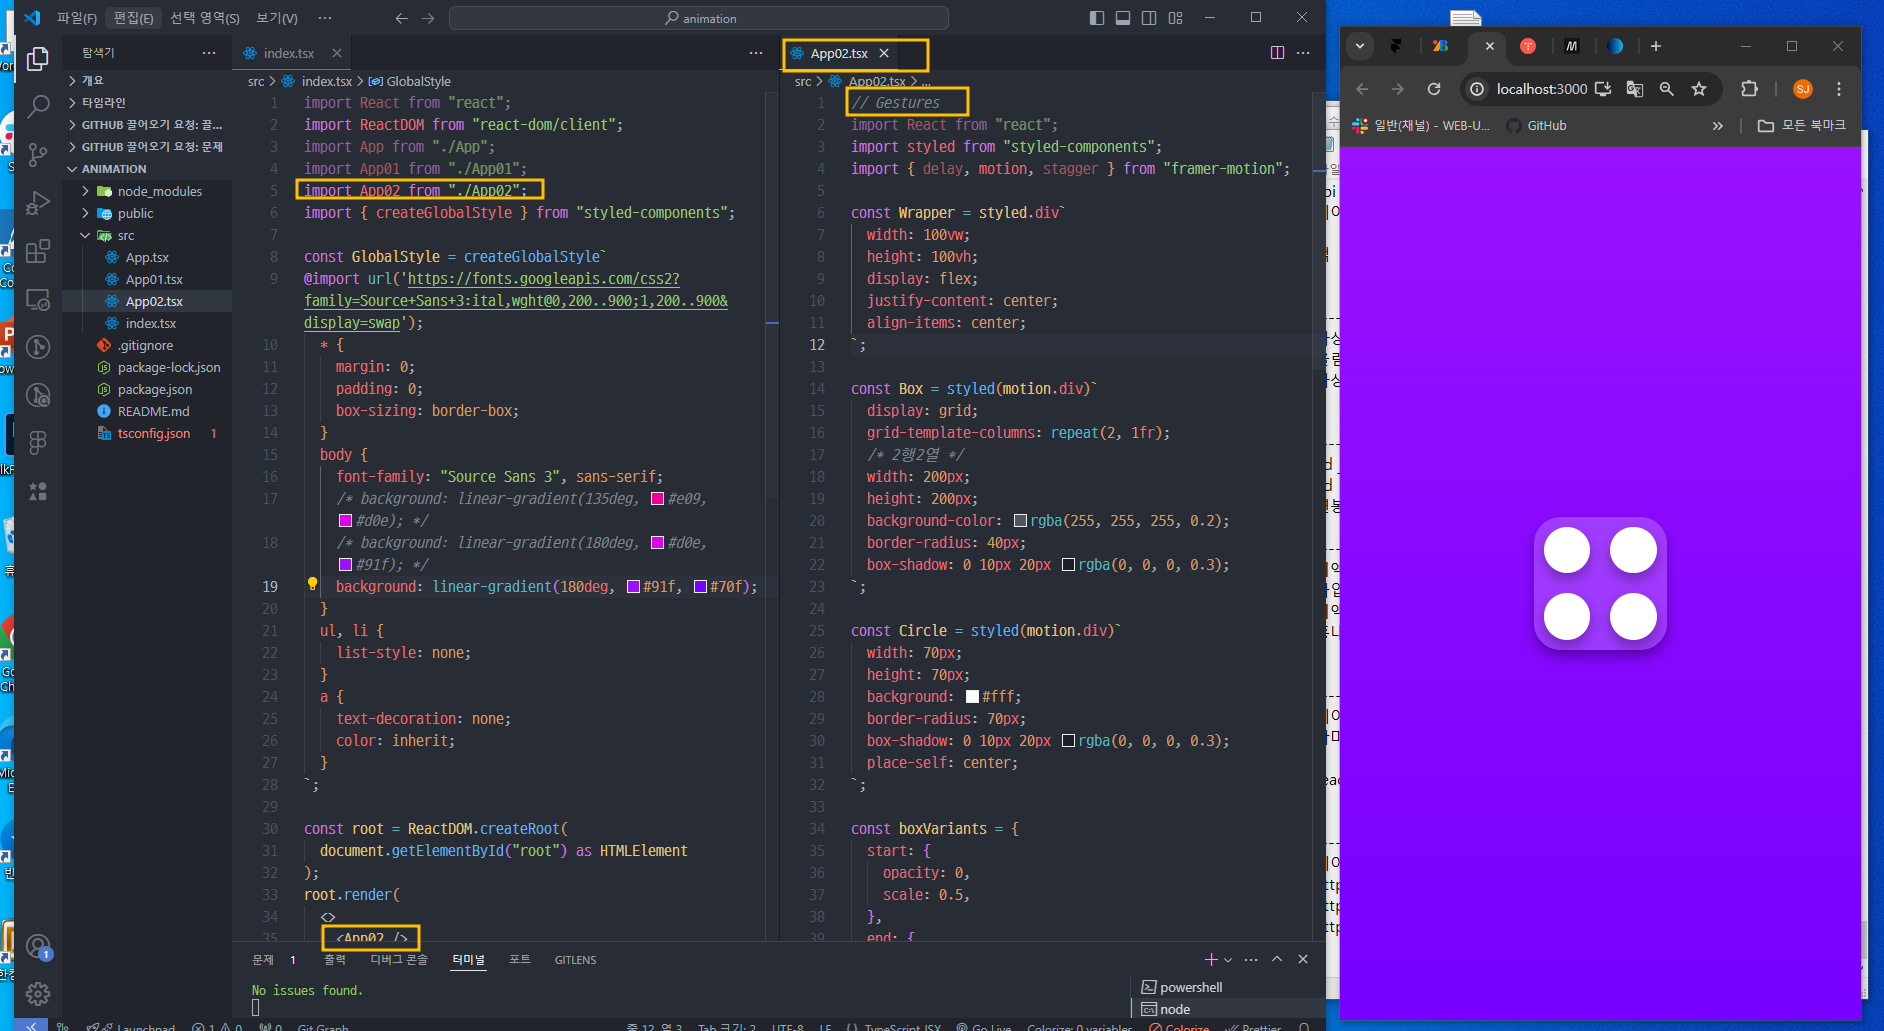 파일(F) 편집(E) 선택 영역(S) 보기(V) ··· animation
탐색기 ···
개요
타임라인
GITHUB 끌어오기 요청: 끌...
GITHUB 끌어오기 요청: 문제
ANIMATION
node_modules
public
src
App.tsx
App01.tsx
App02.tsx
index.tsx
.gitignore
package-lock.json
package.json
README.md
tsconfig.json 1
index.tsx
src > index.tsx > GlobalStyle
1 import React from "react";
2 import ReactDOM from "react-dom/client";
3 import App from "./App";
4 import App01 from "./App01";
5 import App02 from "./App02";
6 import { createGlobalStyle } from "styled-components";
7
8 const GlobalStyle = createGlobalStyle`
9 @import url('https://fonts.googleapis.com/css2?
family=Source+Sans+3:ital,wght@0,200..900;1,200..900&
display=swap');
10 * {
11 margin: 0;
12 padding: 0;
13 box-sizing: border-box;
14 }
15 body {
16 font-family: "Source Sans 3", sans-serif;
17 /* background: linear-gradient(135deg, #e09,
#d0e); */
18 /* background: linear-gradient(180deg, #d0e,
#91f); */
19 background: linear-gradient(180deg, #91f, #70f);
20 }
21 ul, li {
22 list-style: none;
23 }
24 a {
25 text-decoration: none;
26 color: inherit;
27 }
28 `;
29
30 const root = ReactDOM.createRoot(
31 document.getElementById("root") as HTMLElement
32 );
33 root.render(
34 <>
35 <App02 />
App02.tsx
src > App02.tsx > ...
1 // Gestures
2 import React from "react";
3 import styled from "styled-components";
4 import { delay, motion, stagger } from "framer-motion";
5
6 const Wrapper = styled.div`
7 width: 100vw;
8 height: 100vh;
9 display: flex;
10 justify-content: center;
11 align-items: center;
12 `;
13
14 const Box = styled(motion.div)`
15 display: grid;
16 grid-template-columns: repeat(2, 1fr);
17 /* 2행2열 */
18 width: 200px;
19 height: 200px;
20 background-color: rgba(255, 255, 255, 0.2);
21 border-radius: 40px;
22 box-shadow: 0 10px 20px rgba(0, 0, 0, 0.3);
23 `;
24
25 const Circle = styled(motion.div)`
26 width: 70px;
27 height: 70px;
28 background: #fff;
29 border-radius: 70px;
30 box-shadow: 0 10px 20px rgba(0, 0, 0, 0.3);
31 place-self: center;
32 `;
33
34 const boxVariants = {
35 start: {
36 opacity: 0,
37 scale: 0.5,
38 },
39 end: {
문제 1 출력 디버그 콘솔 터미널 포트 GITLENS
No issues found.
powershell
node
Launchpad 1 0 0 Git Graph 줄 12, 열 3 Tab 크기: 2 UTF-8 LF {} TypeScript JSX Go Live Colorize: 0 variables Colorize Prettier
localhost:3000 SJ
일반(채널) - WEB-U... GitHub » 모든 북마크